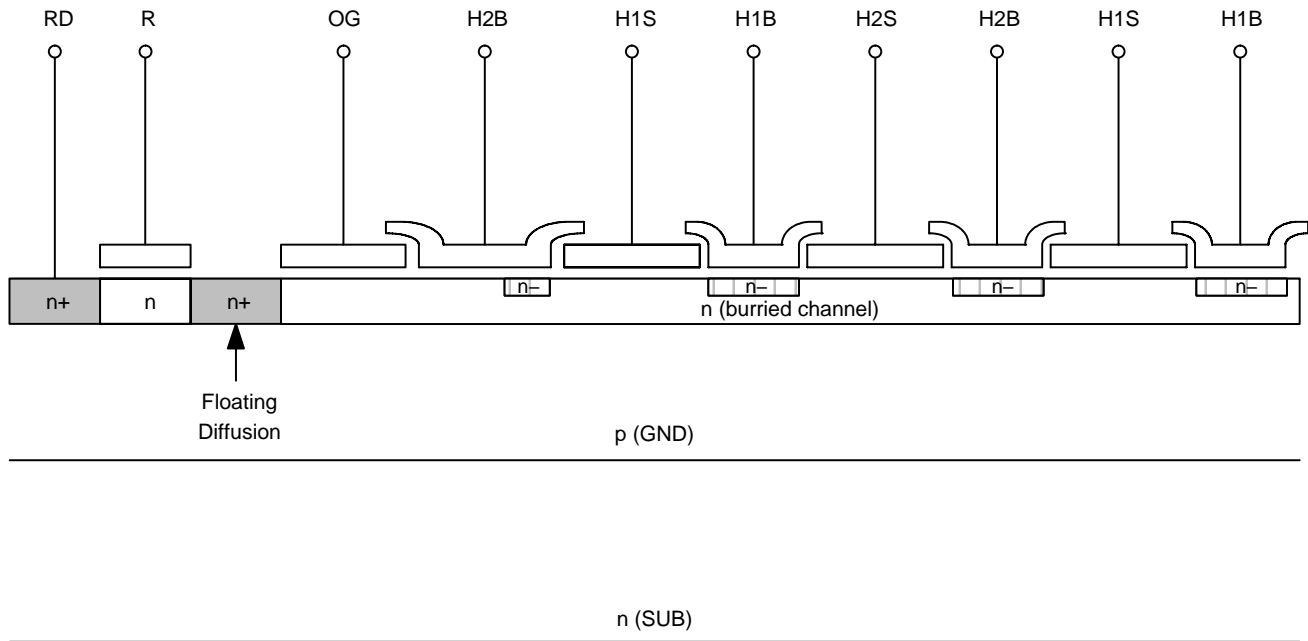 RD R OG H2B H1S H1B H2S H2B H1S H1B
n+ n n+ n– n– n– n–
n (burried channel)
Floating
Diffusion
p (GND)
n (SUB)